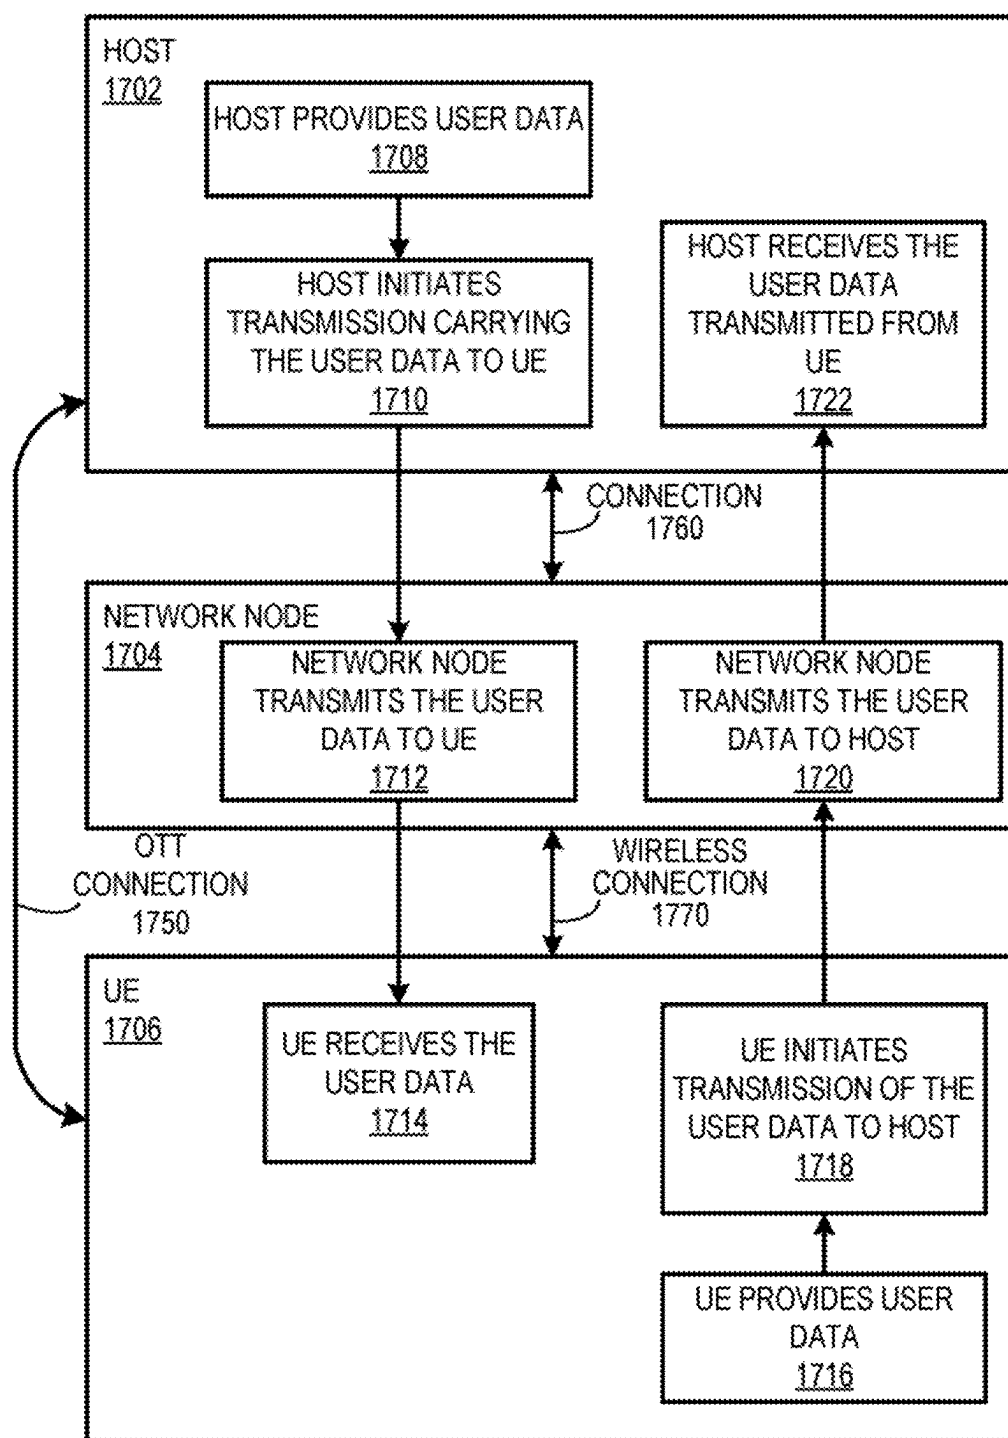 HOST
1702
HOST PROVIDES USER DATA
1708
HOST INITIATES
TRANSMISSION CARRYING
THE USER DATA TO UE
1710
HOST RECEIVES THE
USER DATA
TRANSMITTED FROM
UE
1722
CONNECTION
1760
NETWORK NODE
1704
NETWORK NODE
TRANSMITS THE USER
DATA TO UE
1712
NETWORK NODE
TRANSMITS THE USER
DATA TO HOST
1720
OTT
CONNECTION
1750
WIRELESS
CONNECTION
1770
UE
1706
UE RECEIVES THE
USER DATA
1714
UE INITIATES
TRANSMISSION OF THE
USER DATA TO HOST
1718
UE PROVIDES USER
DATA
1716